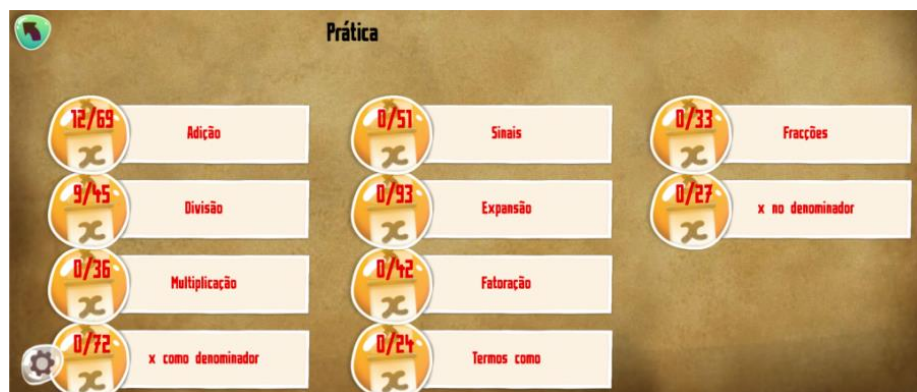 Prática
12/69
x
Adição
9/45
x
Divisão
0/36
x
Multiplicação
0/72
x
x como denominador
0/51
x
Sinais
0/93
x
Expansão
0/42
x
Fatoração
0/24
x
Termos como
0/33
x
Fracções
0/27
x
x no denominador